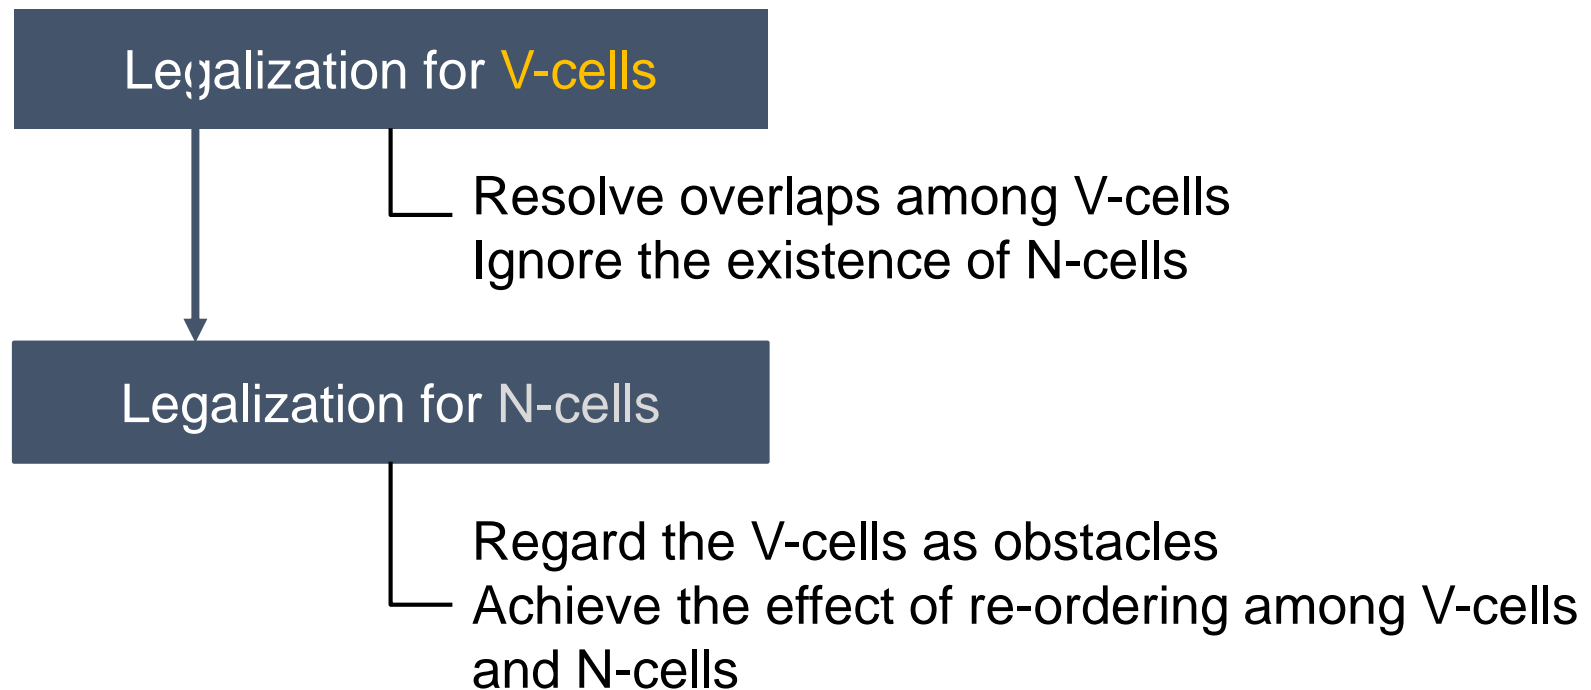 Legalization for V-cells
Resolve overlaps among V-cells
Ignore the existence of N-cells
Legalization for N-cells
Regard the V-cells as obstacles
Achieve the effect of re-ordering among V-cells
and N-cells